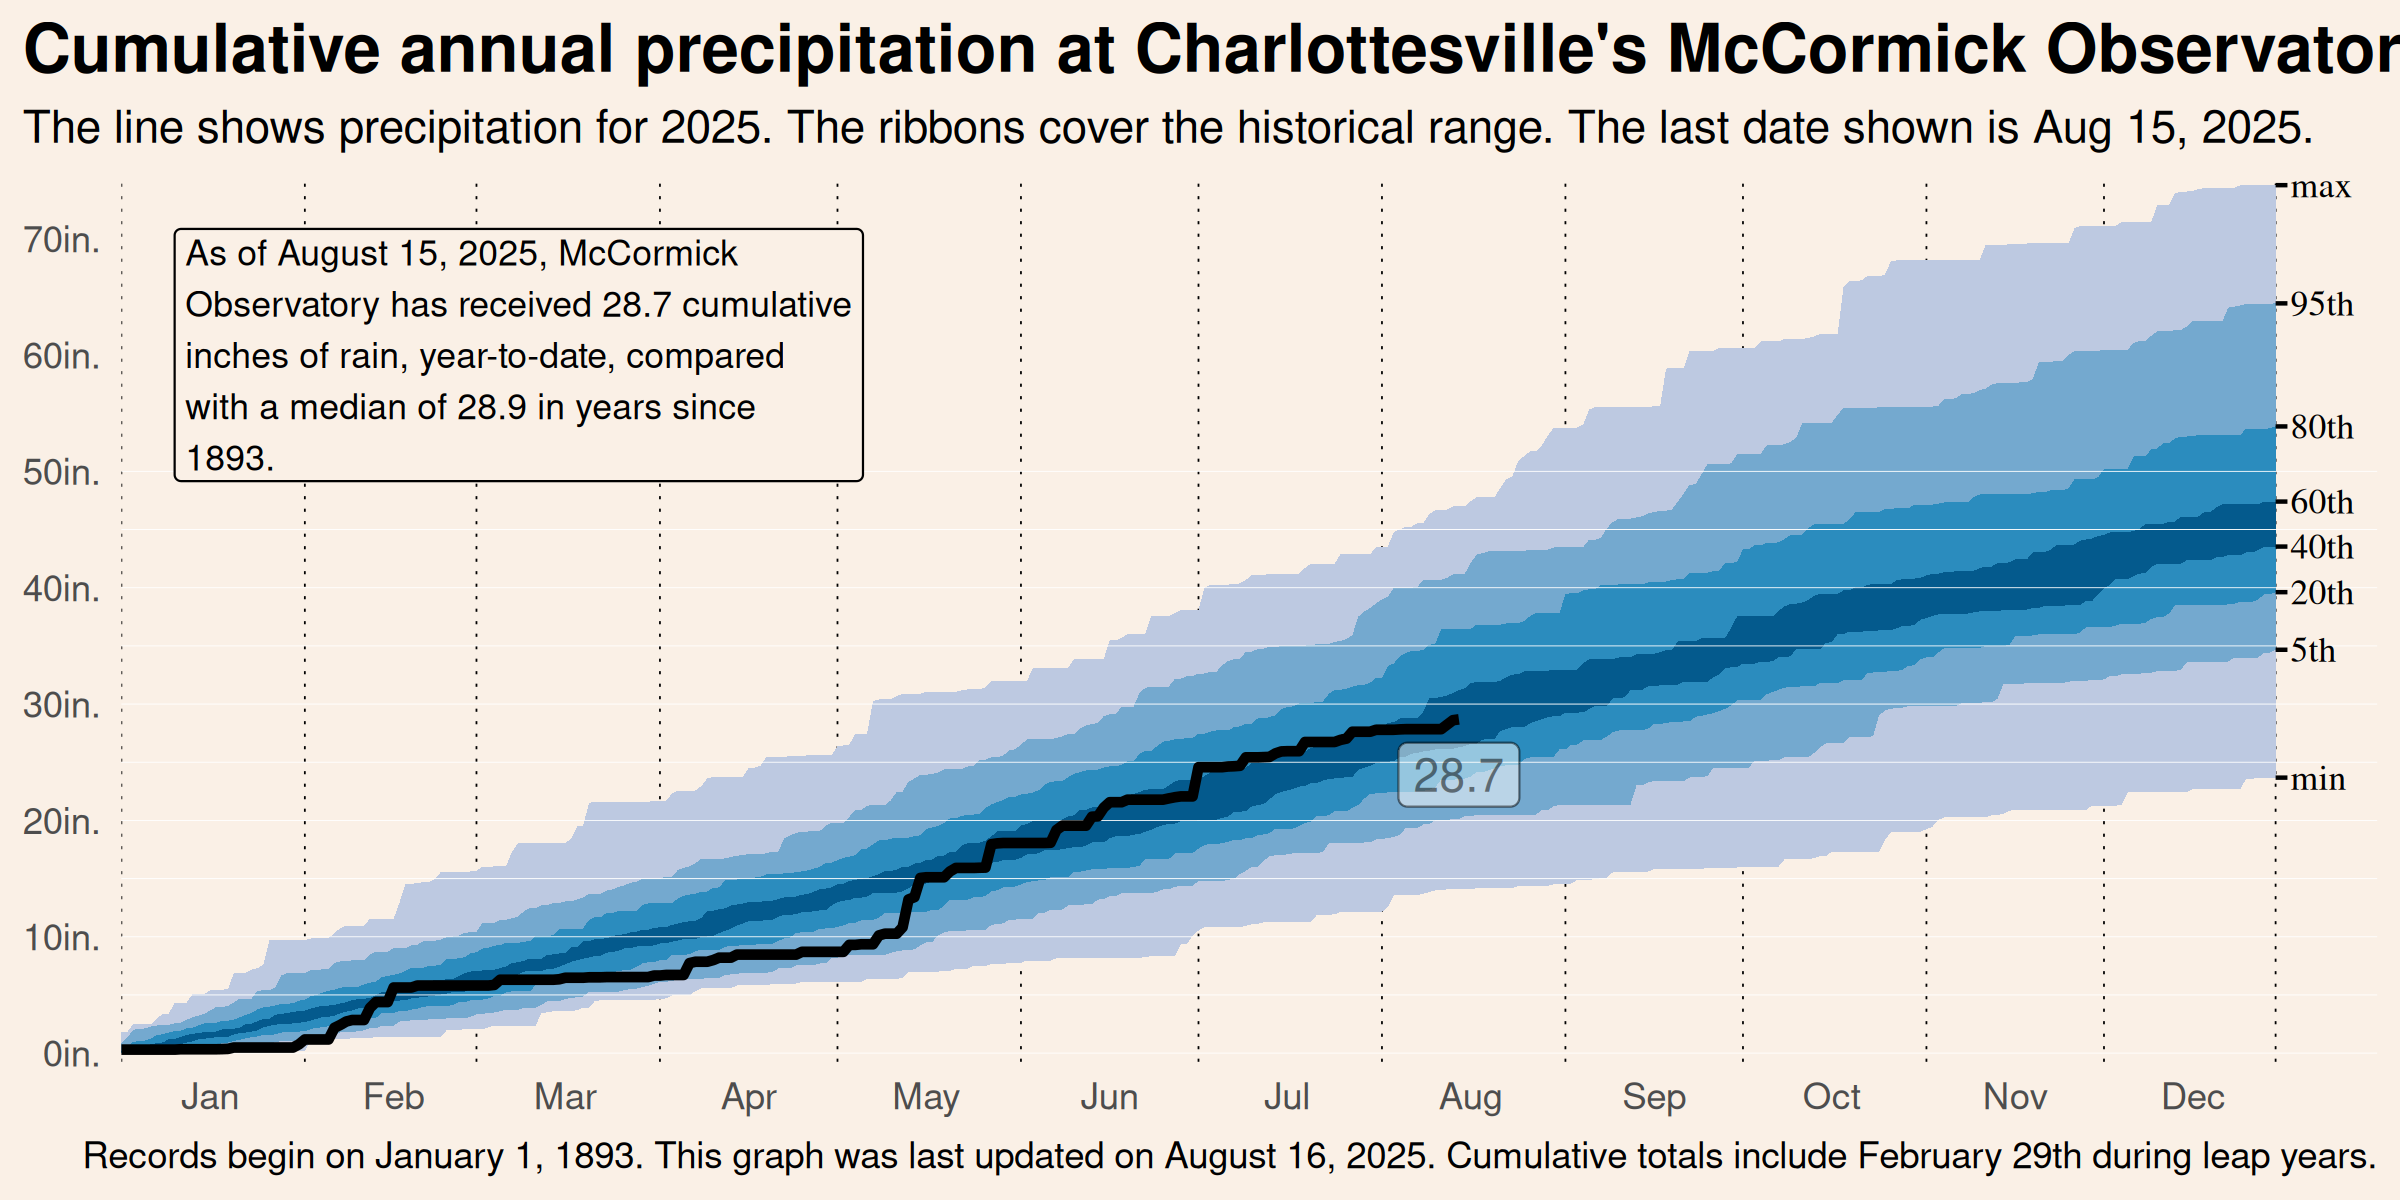 Cumulative annual precipitation at Charlottesville's McCormick Observator
The line shows precipitation for 2025. The ribbons cover the historical range. The last date shown is Aug 15, 2025.
max
70in.
As of August 15, 2025, McCormick
Observatory has received 28.7 cumulative
inches of rain, year-to-date, compared
with a median of 28.9 in years since
1893.
95th
60in.
80th
50in.
60th
40th
40in.
20th
5th
30in.
28.7
min
20in.
10in.
0in.
Jan Feb Mar Apr May Jun Jul Aug Sep Oct Nov Dec
Records begin on January 1, 1893. This graph was last updated on August 16, 2025. Cumulative totals include February 29th during leap years.